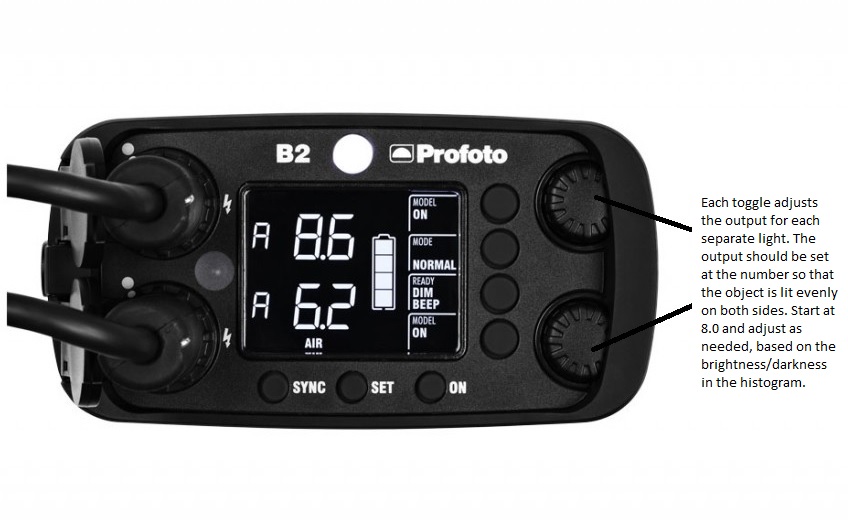 B2 Profoto
A 8.6
A 6.2
AIR
MODEL
ON
MODE
NORMAL
READY
DIM
BEEP
MODEL
ON
SYNC SET ON
Each toggle adjusts
the output for each
separate light. The
output should be set
at the number so that
the object is lit evenly
on both sides. Start at
8.0 and adjust as
needed, based on the
brightness/darkness
in the histogram.